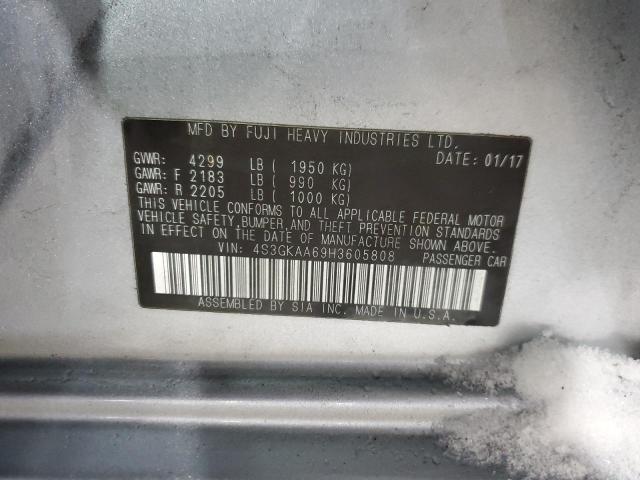 MFD BY FUJI HEAVY INDUSTRIES LTD.
GVWR: 4299 LB ( 1950 KG) DATE: 01/17
GAWR: F 2183 LB ( 990 KG)
GAWR: R 2205 LB ( 1000 KG)
THIS VEHICLE CONFORMS TO ALL APPLICABLE FEDERAL MOTOR
VEHICLE SAFETY, BUMPER, AND THEFT PREVENTION STANDARDS
IN EFFECT ON THE DATE OF MANUFACTURE SHOWN ABOVE.
VIN: 4S3GKAA69H3605808 PASSENGER CAR
ASSEMBLED BY SIA INC. MADE IN U.S.A.